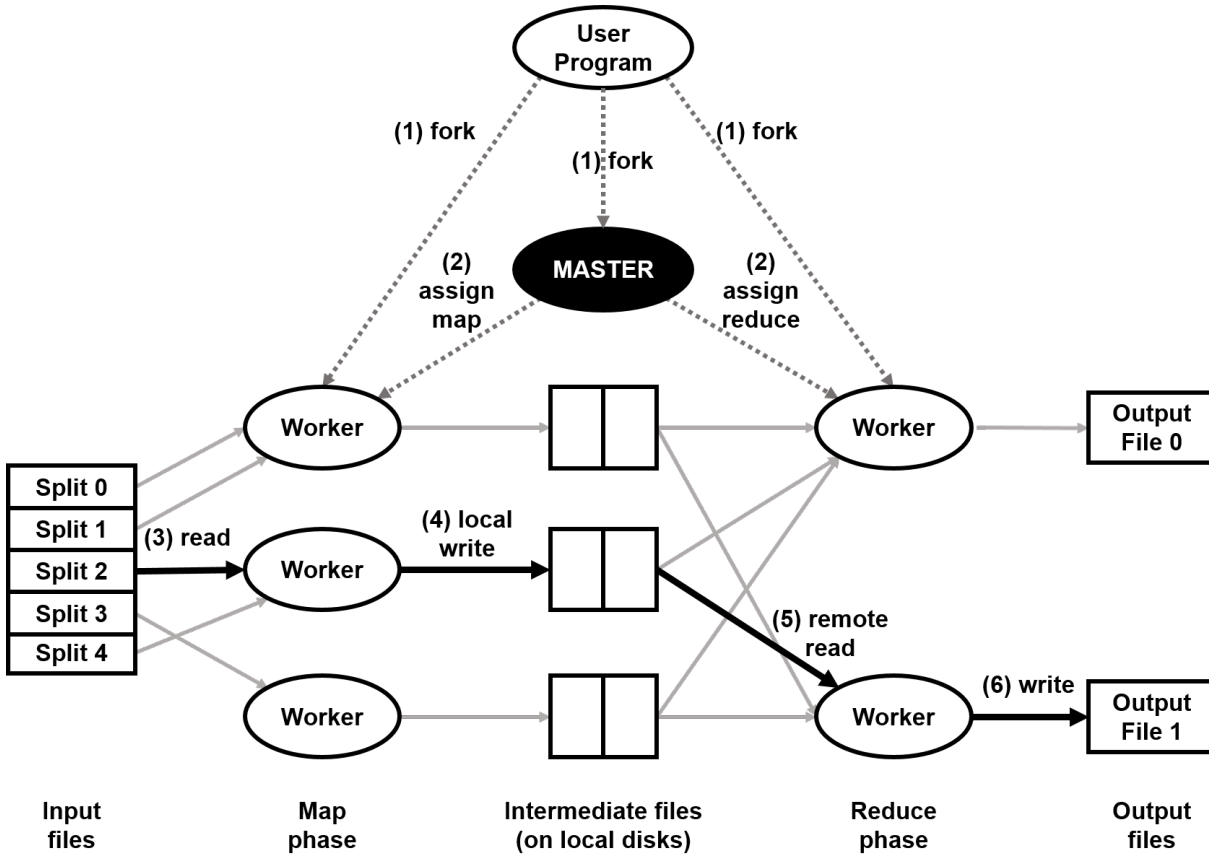 User
Program
(1) fork
(1) fork
(1) fork
MASTER
(2)
assign
map
(2)
assign
reduce
Worker
Worker
Output
File 0
Split 0
Split 1
Split 2
Split 3
Split 4
(3) read
Worker
(4) local
write
(5) remote
read
Worker
Worker
(6) write
Output
File 1
Input
files
Map
phase
Intermediate files
(on local disks)
Reduce
phase
Output
files